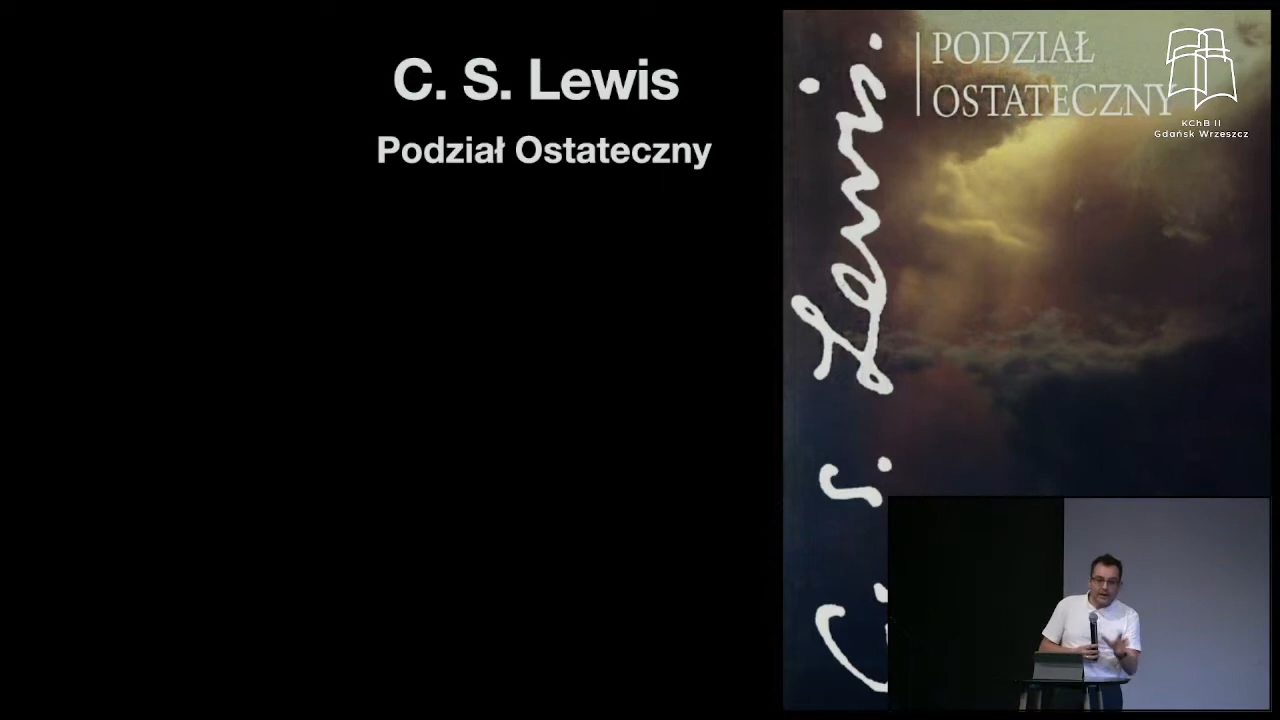 C. S. Lewis
Podział Ostateczny
C. S. Lewis.
PODZIAŁ
OSTATECZNY
KChB II
Gdańsk Wrzeszcz